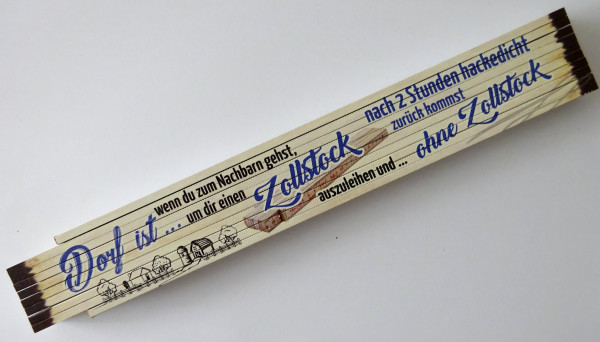 Dorf ist ...
wenn du zum Nachbarn gehst,
um dir einen
Zollstock
auszuleihen und ...
nach 2 Stunden hackedicht
zurück kommst
ohne Zollstock